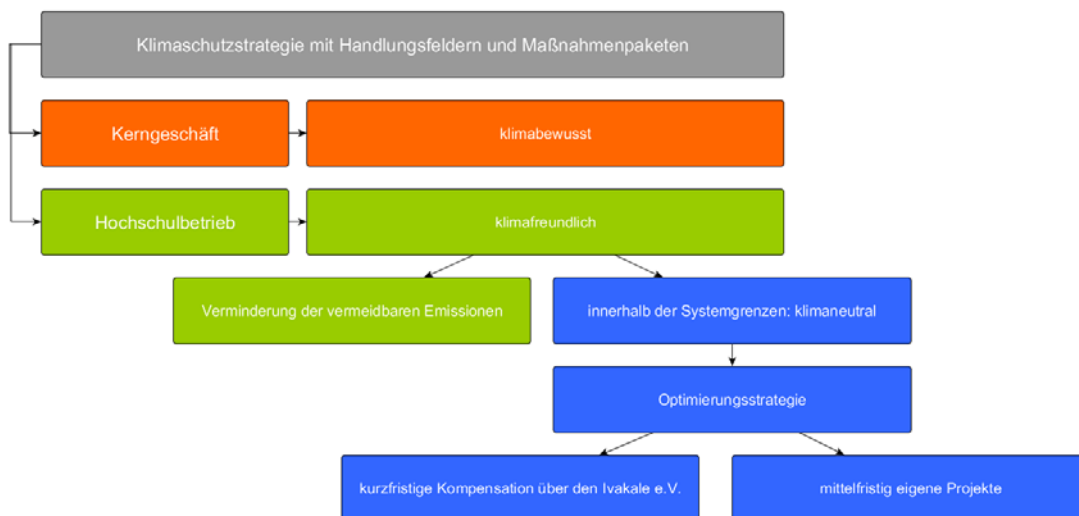 Klimaschutzstrategie mit Handlungsfeldern und Maßnahmenpaketen
Kerngeschäft
klimabewusst
Hochschulbetrieb
klimafreundlich
Verminderung der vermeidbaren Emissionen
innerhalb der Systemgrenzen: klimaneutral
Optimierungsstrategie
kurzfristige Kompensation über den Ivakale e.V.
mittelfristig eigene Projekte